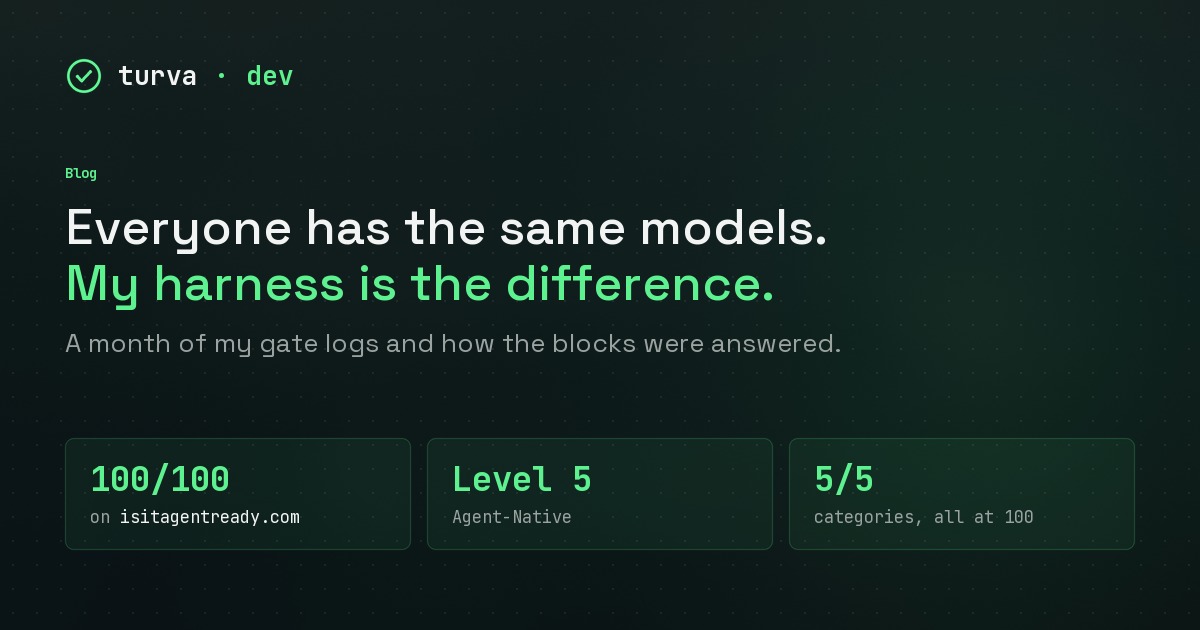 turva · dev
Blog
Everyone has the same models.
My harness is the difference.
A month of my gate logs and how the blocks were answered.
100/100
on isitagentready.com
Level 5
Agent-Native
5/5
categories, all at 100